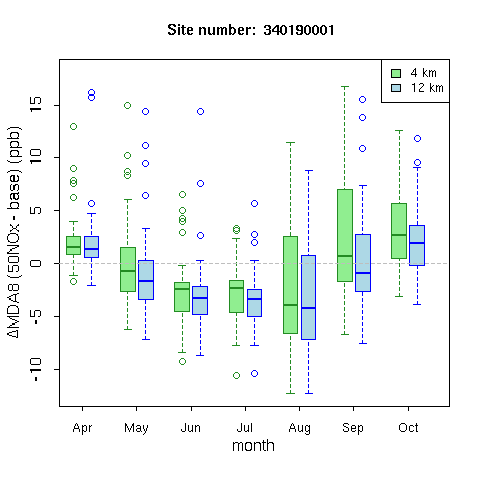 Site number: 340190001
4 km
12 km
ΔMDA8 (50NOx - base) (ppb)
15
10
5
0
-5
-10
Apr May Jun Jul Aug Sep Oct
month